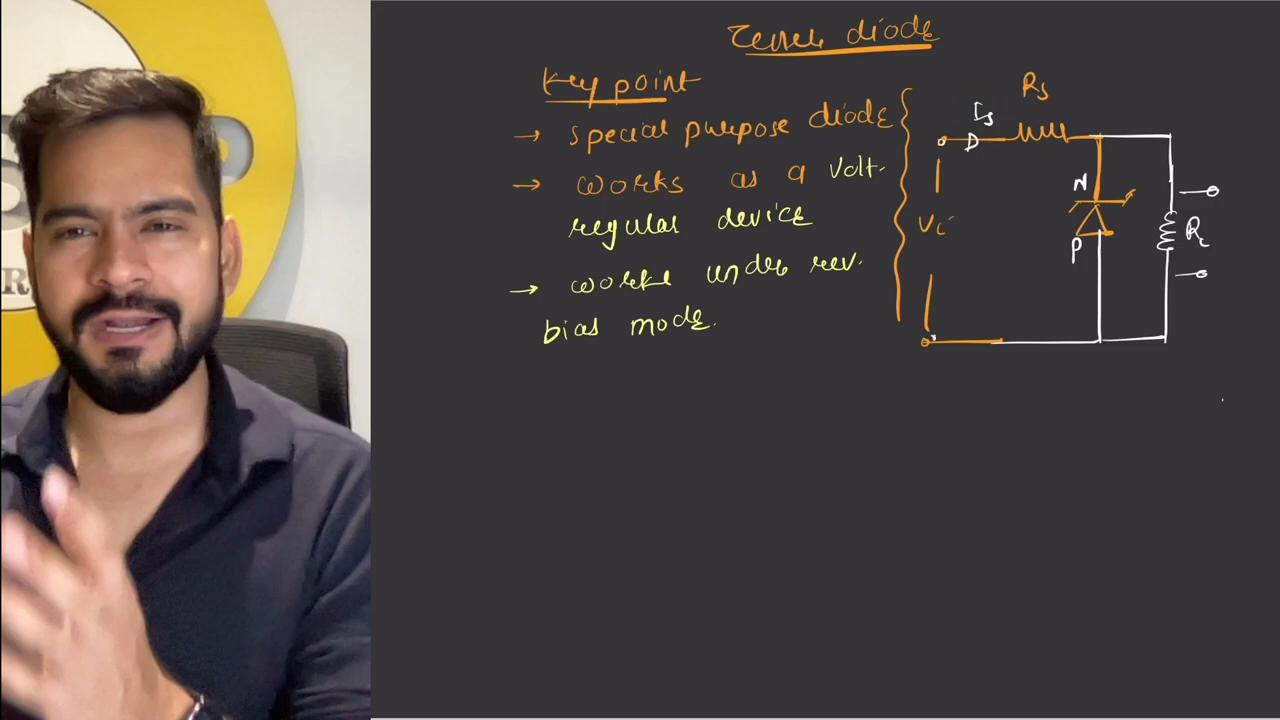 Zener diode
Key point
→ special purpose diode
→ works as a volt.
regular device
→ works under rev.
bias mode.
Is
Rs
Vi
N
P
RL